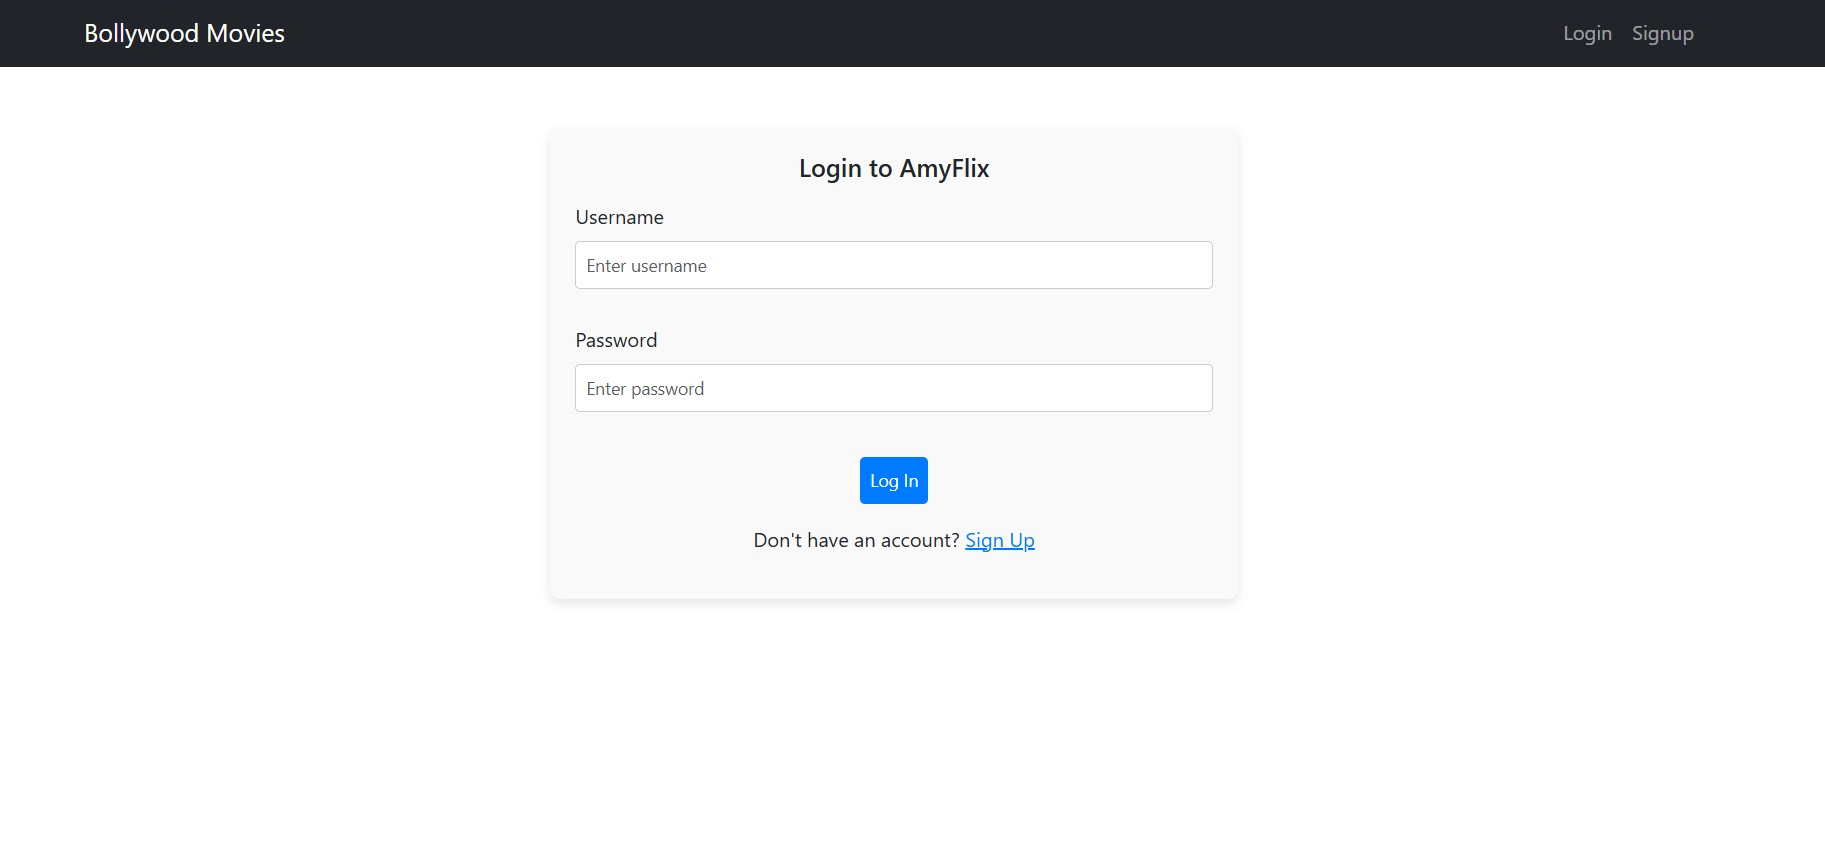 Bollywood Movies
Login Signup
Login to AmyFlix
Username
Enter username
Password
Enter password
Log In
Don't have an account? Sign Up